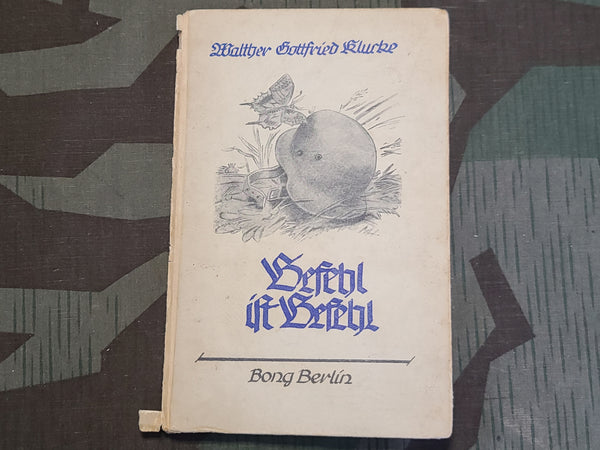 Walther Gottfried Klucke
Befehl
ist Befehl
Bong Berlin